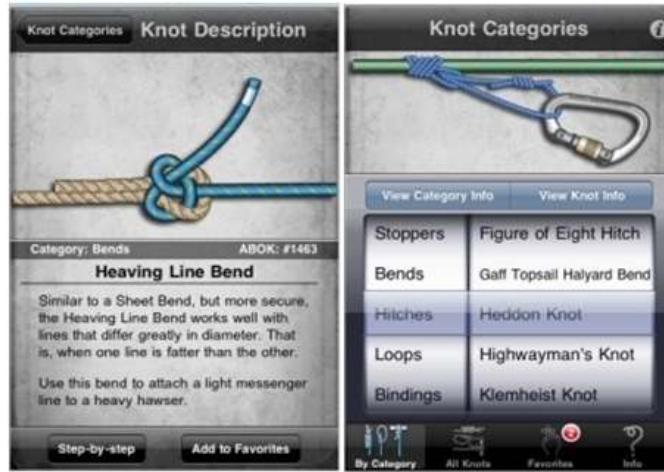 Knot Categories
Knot Description
Category: Bends
ABOK: #1463
Heaving Line Bend
Similar to a Sheet Bend, but more secure,
the Heaving Line Bend works well with
lines that differ greatly in diameter. That
is, when one line is fatter than the other.
Use this bend to attach a light messenger
line to a heavy hawser.
Step-by-step
Add to Favorites
Knot Categories
i
View Category Info
View Knot Info
Stoppers
Figure of Eight Hitch
Bends
Gaff Topsail Halyard Bend
Hitches
Heddon Knot
Loops
Highwayman's Knot
Bindings
Klemheist Knot
By Category
All Knots
Favorites
2
Info